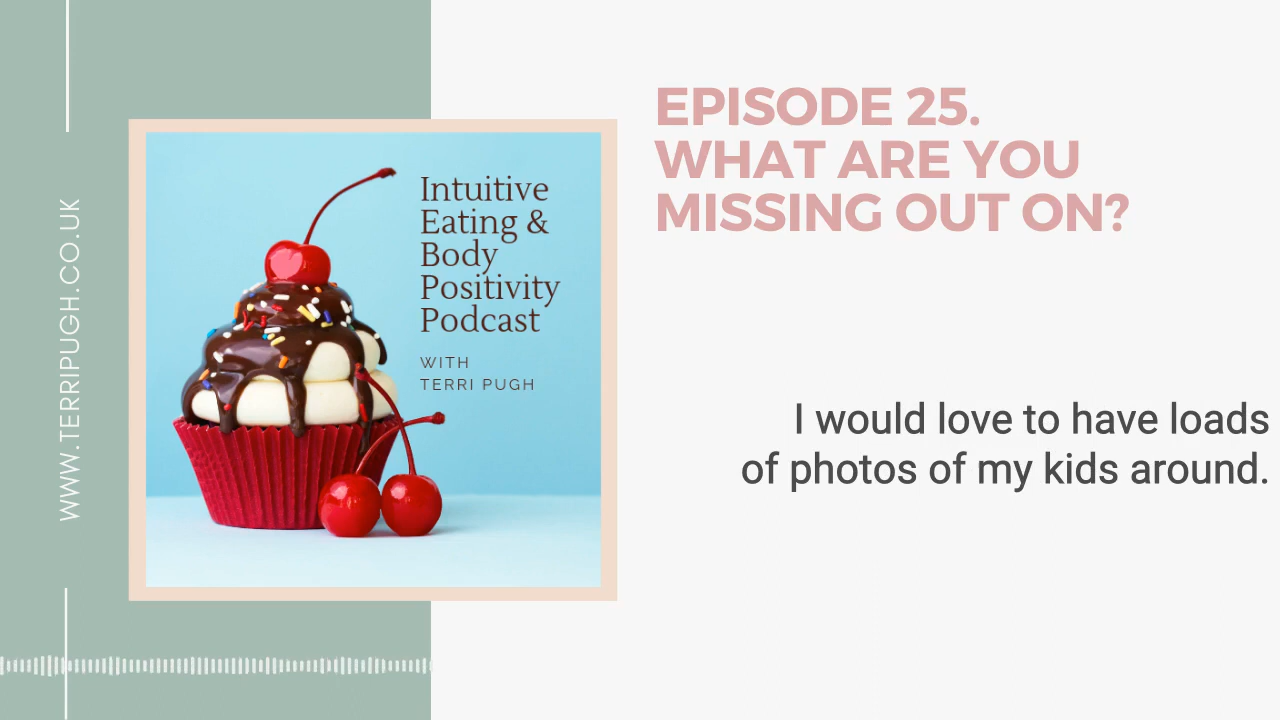 WWW.TERRIPUGH.CO.UK
Intuitive
Eating &
Body
Positivity
Podcast
WITH
TERRI PUGH
EPISODE 25.
WHAT ARE YOU
MISSING OUT ON?
I would love to have loads
of photos of my kids around.